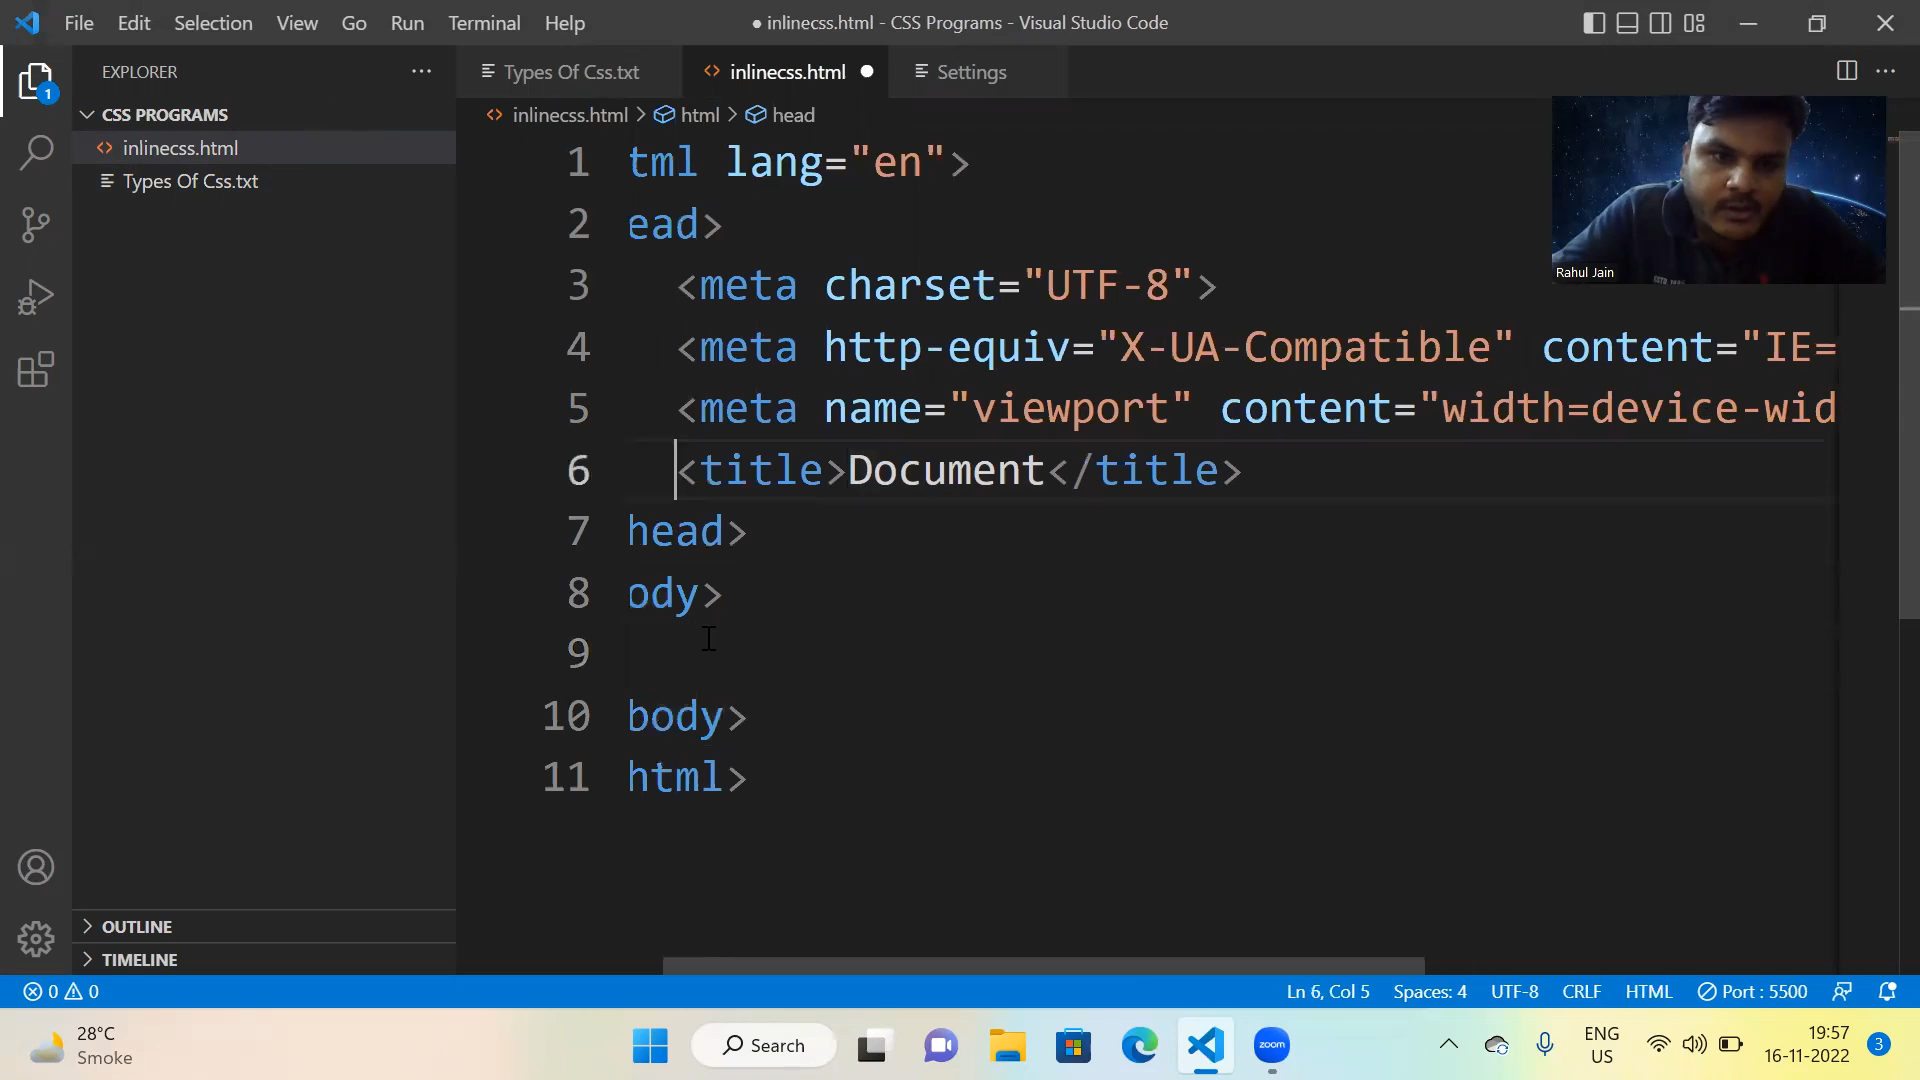 File Edit Selection View Go Run Terminal Help
● inlinecss.html - CSS Programs - Visual Studio Code
EXPLORER
1
CSS PROGRAMS
inlinecss.html
Types Of Css.txt
OUTLINE
TIMELINE
Types Of Css.txt inlinecss.html Settings
inlinecss.html > html > head
1 tml lang="en">
2 ead>
3 <meta charset="UTF-8">
4 <meta http-equiv="X-UA-Compatible" content="IE=
5 <meta name="viewport" content="width=device-wid
6 <title>Document</title>
7 head>
8 ody>
9
10 body>
11 html>
Rahul Jain
0 0 Ln 6, Col 5 Spaces: 4 UTF-8 CRLF HTML Port : 5500
28°C
Smoke
Search
zoom
ENG
US
19:57
16-11-2022
3